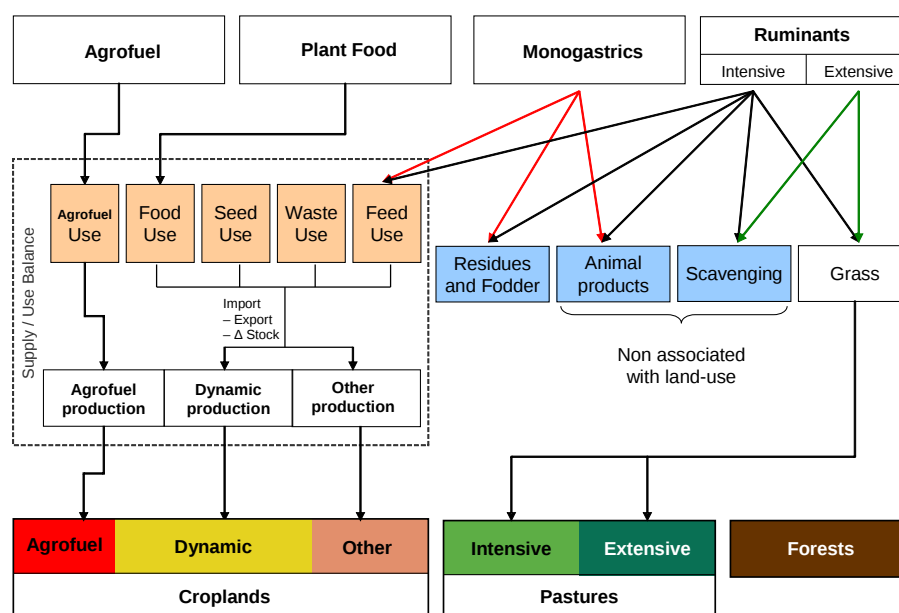 Agrofuel
Plant Food
Monogastrics
Ruminants
Intensive
Extensive
Supply / Use Balance
Agrofuel
Use
Food
Use
Seed
Use
Waste
Use
Feed
Use
Residues
and Fodder
Animal
products
Scavenging
Grass
Import
– Export
– Δ Stock
Non associated
with land-use
Agrofuel
production
Dynamic
production
Other
production
Agrofuel
Dynamic
Other
Croplands
Intensive
Extensive
Pastures
Forests